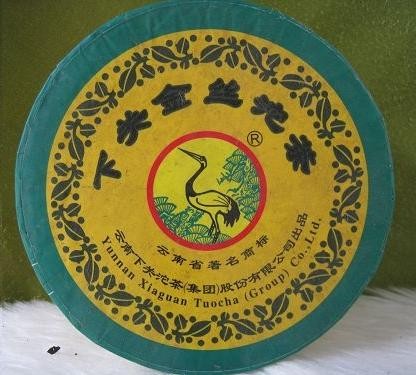 下关金丝沱茶
®
云南省著名商标
云南下关沱茶(集团)股份有限公司出品
Yunnan Xiaguan Tuocha (Group) Co.,Ltd.